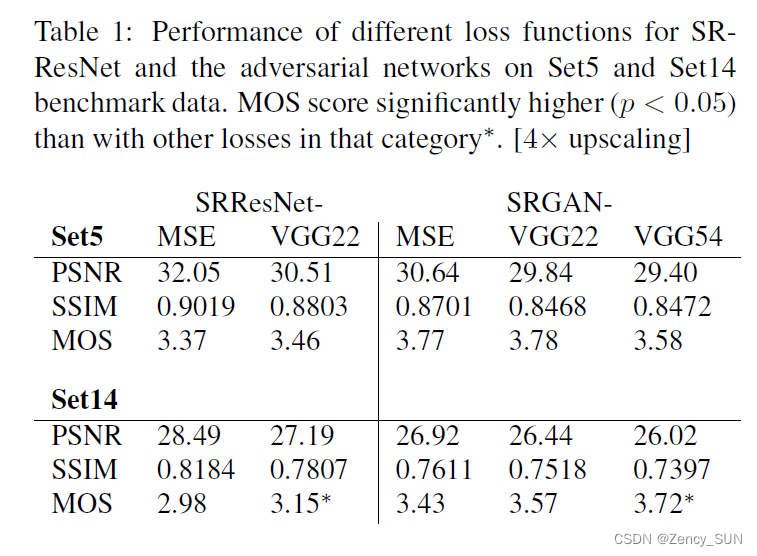 Table 1: Performance of different loss functions for SR-
ResNet and the adversarial networks on Set5 and Set14
benchmark data. MOS score significantly higher (p < 0.05)
than with other losses in that category*. [4× upscaling]
SRResNet- SRGAN-
Set5 MSE VGG22 MSE VGG22 VGG54
PSNR 32.05 30.51 30.64 29.84 29.40
SSIM 0.9019 0.8803 0.8701 0.8468 0.8472
MOS 3.37 3.46 3.77 3.78 3.58
Set14
PSNR 28.49 27.19 26.92 26.44 26.02
SSIM 0.8184 0.7807 0.7611 0.7518 0.7397
MOS 2.98 3.15* 3.43 3.57 3.72*
CSDN @Zency_SUN